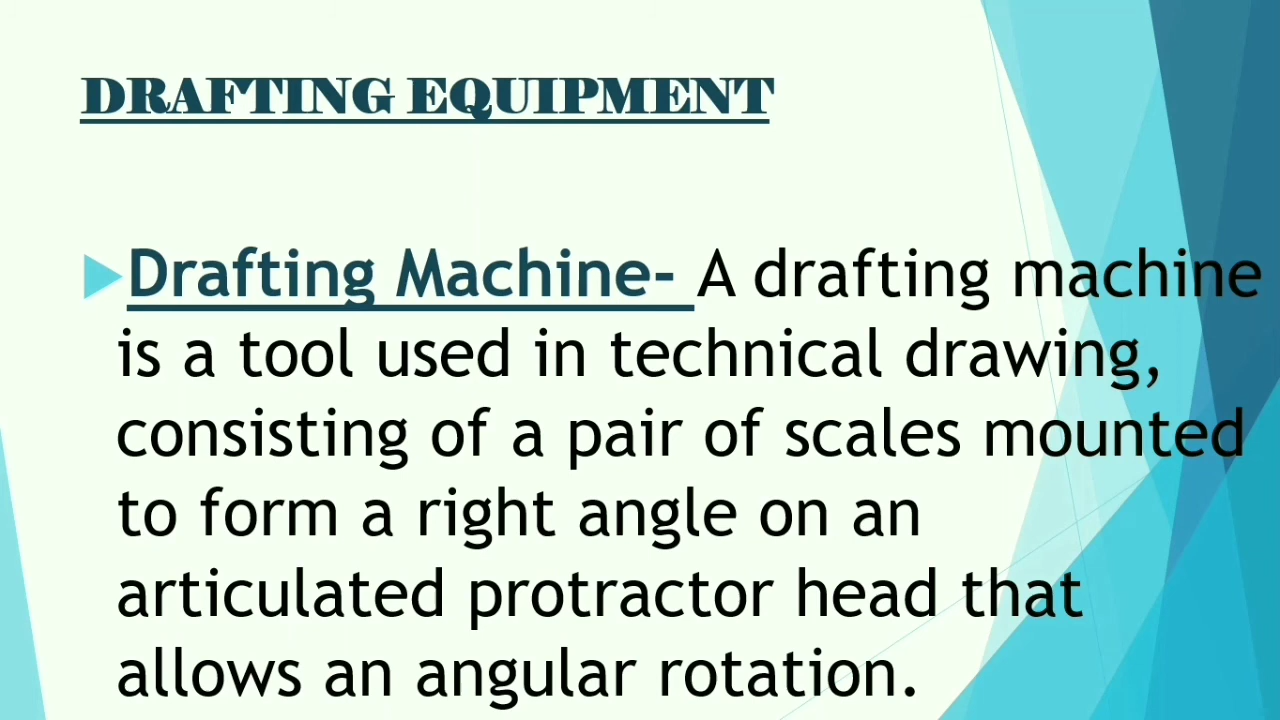 DRAFTING EQUIPMENT
Drafting Machine- A drafting machine
is a tool used in technical drawing,
consisting of a pair of scales mounted
to form a right angle on an
articulated protractor head that
allows an angular rotation.